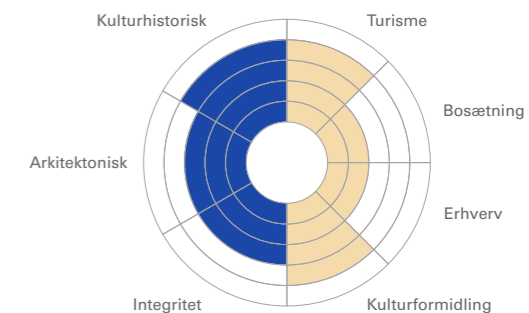 Kulturhistorisk
Turisme
Bosætning
Arkitektonisk
Erhverv
Integritet
Kulturformidling